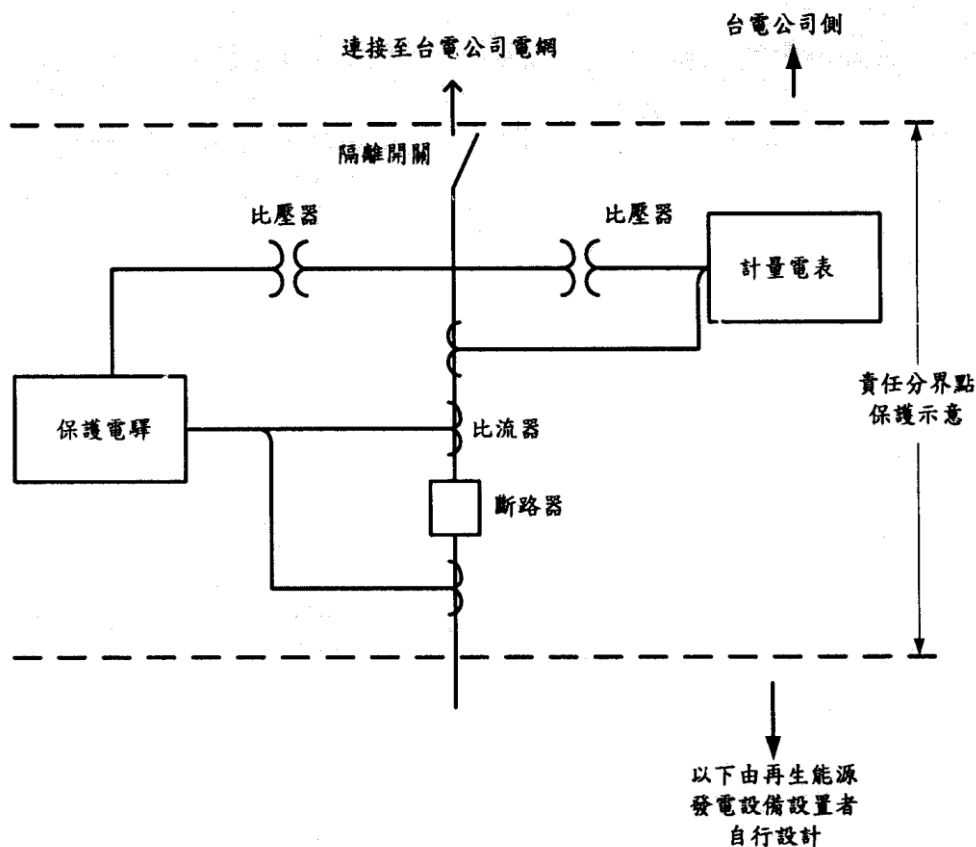 台電公司側
連接至台電公司電網
隔離開關
比壓器
比壓器
計量電表
責任分界點
保護示意
保護電驛
比流器
斷路器
以下由再生能源
發電設備設置者
自行設計